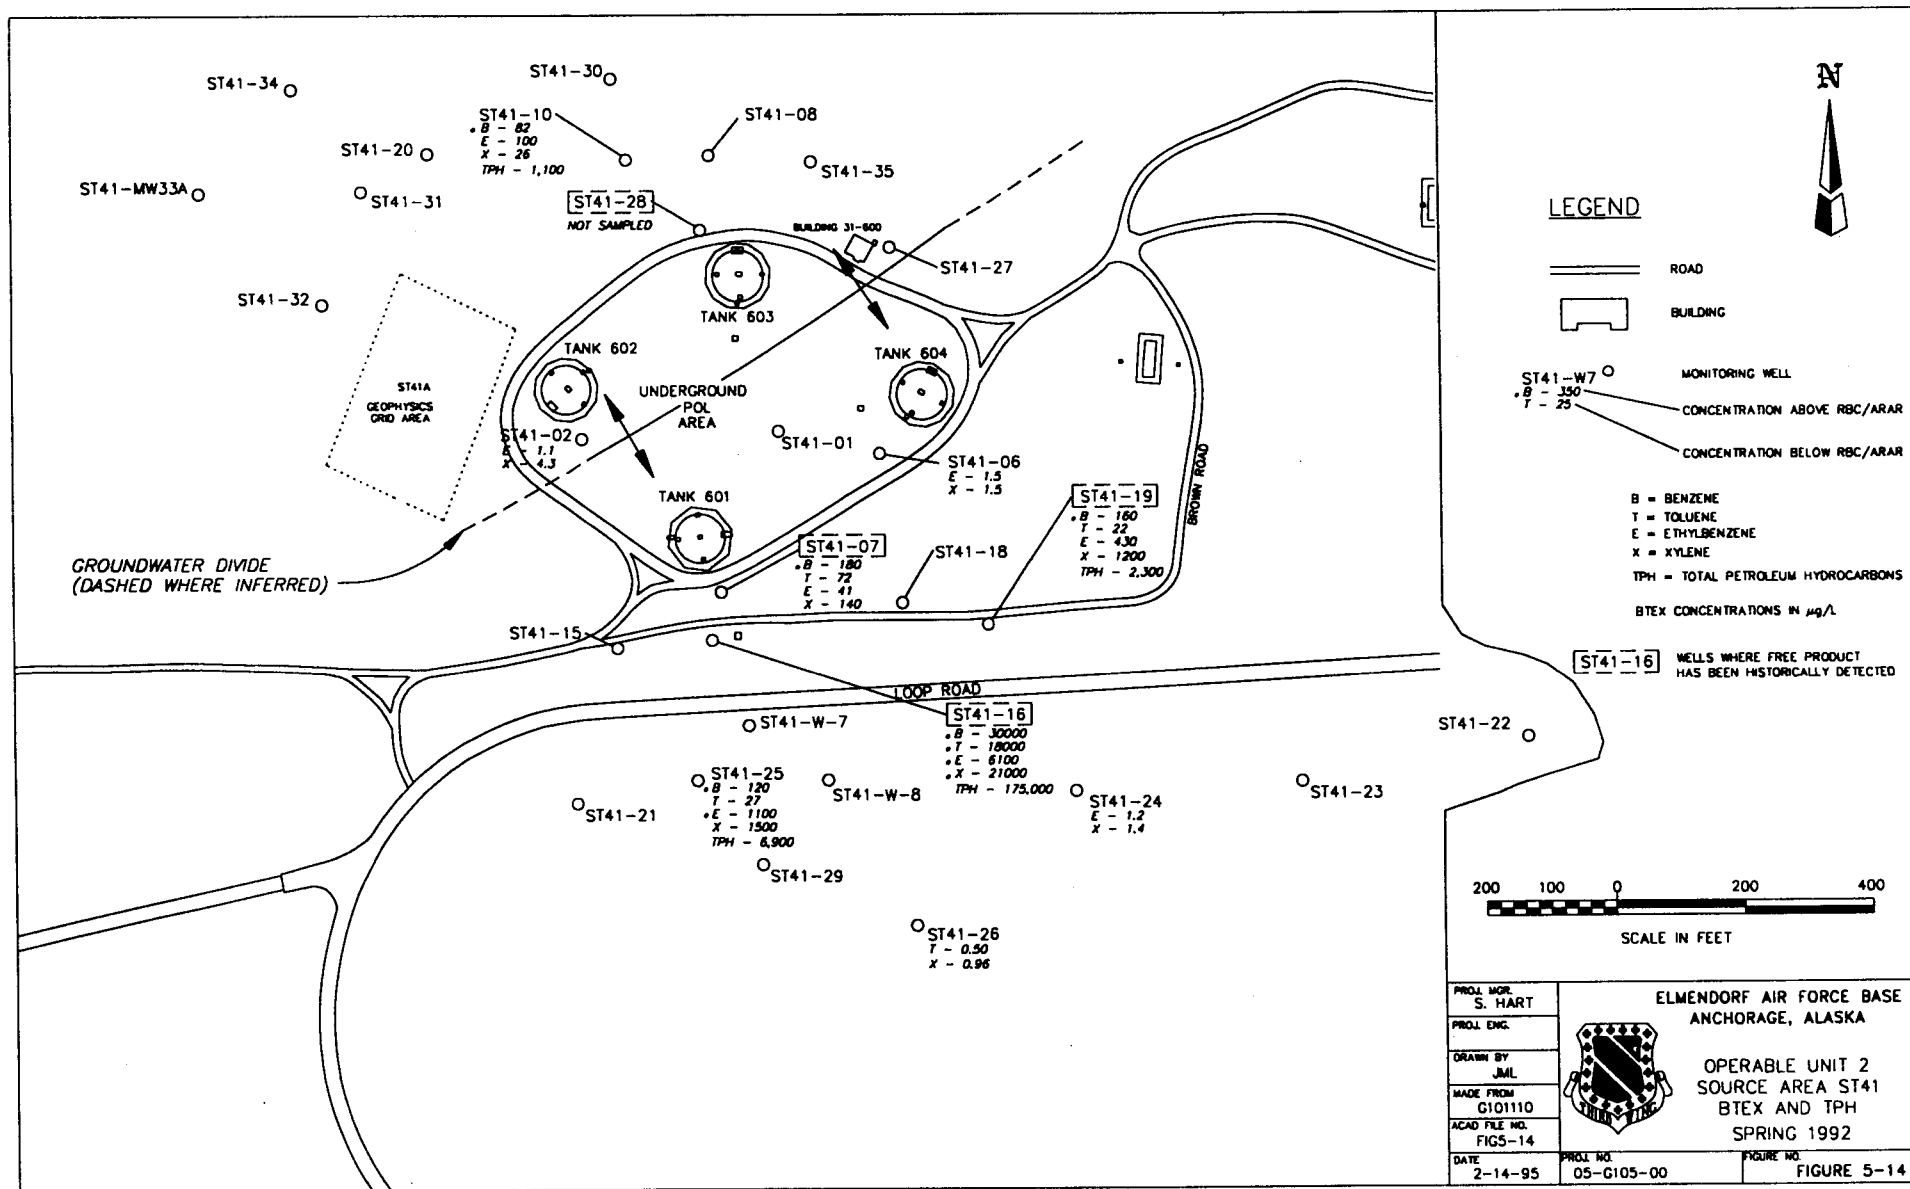 ST41-34
ST41-30
ST41-10
• B - 82
E - 100
X - 26
TPH - 1,100
ST41-08
ST41-20
ST41-35
ST41-MW33A
ST41-31
ST41-28
NOT SAMPLED
BUILDING 31-600
ST41-27
ST41-32
TANK 603
TANK 602
TANK 604
ST41A
GEOPHYSICS
GRID AREA
UNDERGROUND
POL
AREA
ST41-02
E - 1.1
X - 4.3
ST41-01
ST41-06
E - 1.5
X - 1.5
BROWN ROAD
TANK 601
ST41-19
• B - 160
T - 22
E - 430
X - 1200
TPH - 2,300
ST41-07
• B - 180
T - 72
E - 41
X - 140
ST41-18
GROUNDWATER DIVIDE
(DASHED WHERE INFERRED)
ST41-15
LOOP ROAD
ST41-W-7
ST41-16
• B - 30000
• T - 18000
• E - 6100
• X - 21000
TPH - 175,000
ST41-22
ST41-25
• B - 120
T - 27
• E - 1100
X - 1500
TPH - 6,900
ST41-21
ST41-W-8
ST41-24
E - 1.2
X - 1.4
ST41-23
ST41-29
ST41-26
T - 0.50
X - 0.96
N
LEGEND
ROAD
BUILDING
ST41-W7
• B - 350
T - 25
MONITORING WELL
CONCENTRATION ABOVE RBC/ARAR
CONCENTRATION BELOW RBC/ARAR
B = BENZENE
T = TOLUENE
E = ETHYLBENZENE
X = XYLENE
TPH = TOTAL PETROLEUM HYDROCARBONS
BTEX CONCENTRATIONS IN µg/L
ST41-16
WELLS WHERE FREE PRODUCT
HAS BEEN HISTORICALLY DETECTED
200 100 0 200 400
SCALE IN FEET
PROJ. MGR.
S. HART
PROJ. ENG.
DRAWN BY
JML
MADE FROM
G101110
ACAD FILE NO.
FIG5-14
DATE
2-14-95
THIRD WING
ELMENDORF AIR FORCE BASE
ANCHORAGE, ALASKA
OPERABLE UNIT 2
SOURCE AREA ST41
BTEX AND TPH
SPRING 1992
PROJ. NO.
05-G105-00
FIGURE NO.
FIGURE 5-14